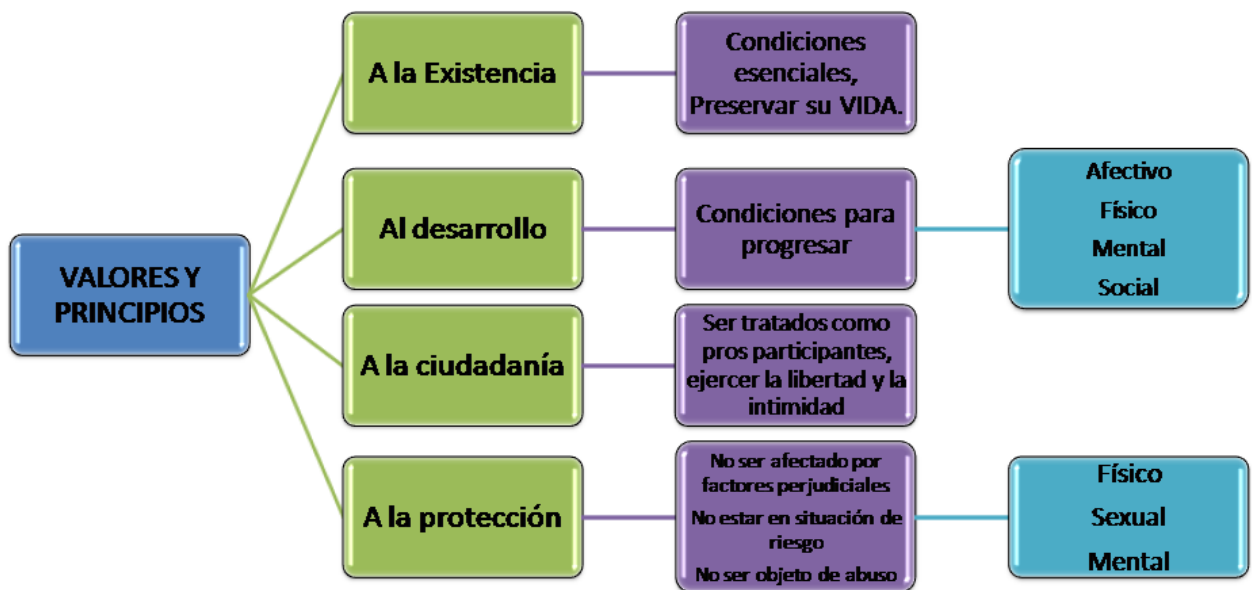 VALORES Y
PRINCIPIOS
A la Existencia
Condiciones
esenciales,
Preservar su VIDA.
Al desarrollo
Condiciones para
progresar
Afectivo
Físico
Mental
Social
A la ciudadanía
Ser tratados como
pros participantes,
ejercer la libertad y la
intimidad
A la protección
No ser afectado por
factores perjudiciales
No estar en situación de
riesgo
No ser objeto de abuso
Físico
Sexual
Mental